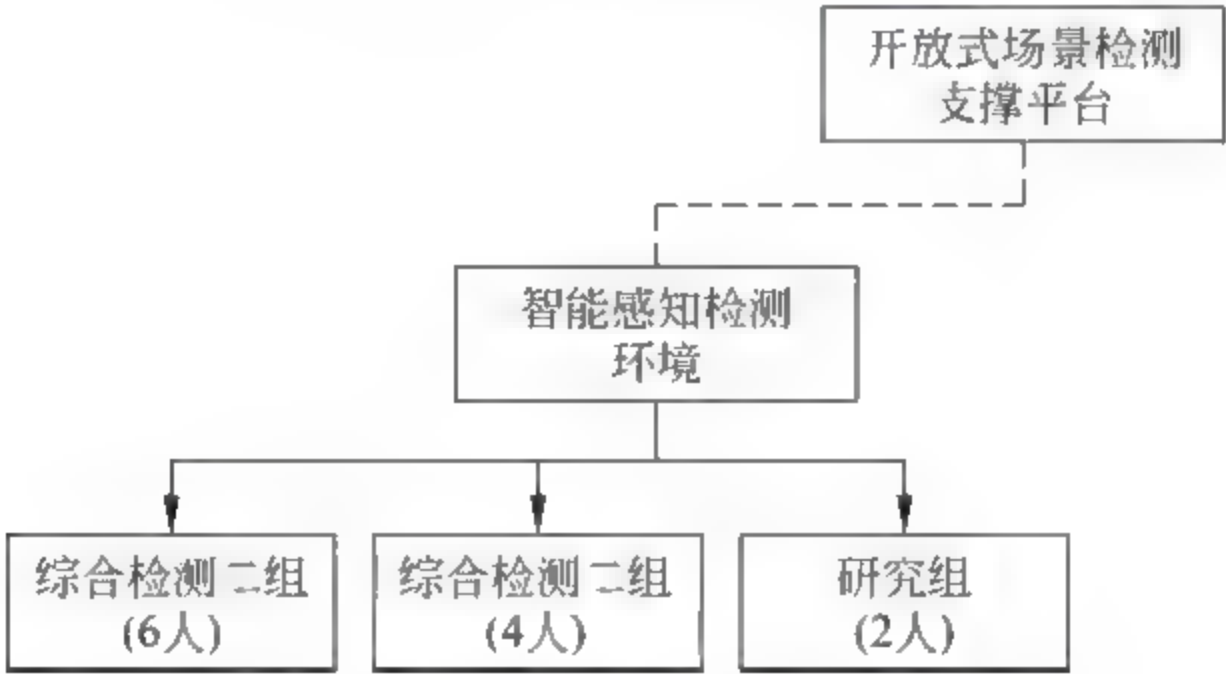 开放式场景检测
支撑平台
智能感知检测
环境
综合检测二组
(6人)
综合检测二组
(4人)
研究组
(2人)